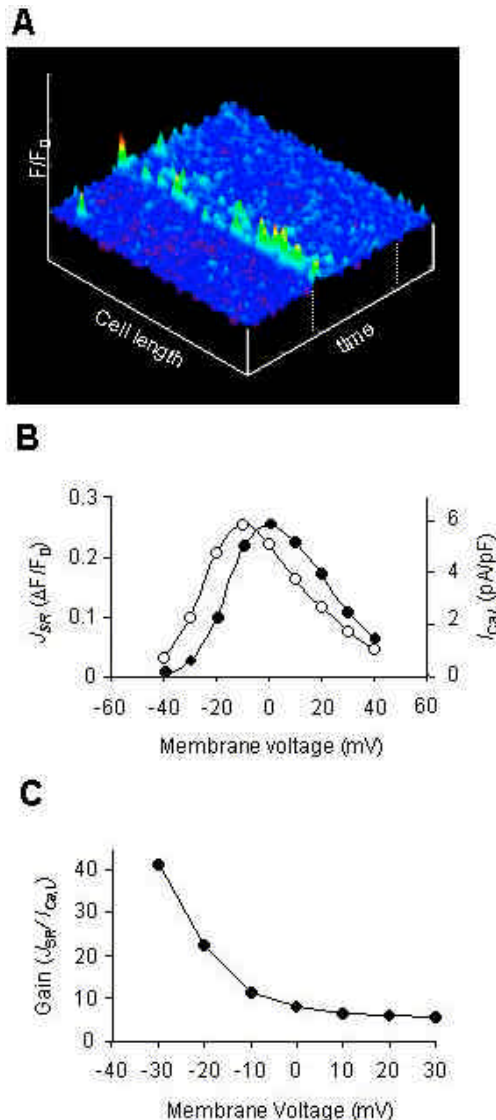 A
F/F0
Cell length
time
B
0.3
0.2
0.1
0
JSR (ΔF/F0)
6
4
2
0
ICa,L (pA/pF)
-60 -40 -20 0 20 40 60
Membrane voltage (mV)
C
40
30
20
10
0
Gain (JSR/ICa,L)
-40 -30 -20 -10 0 10 20 30
Membrane Voltage (mV)